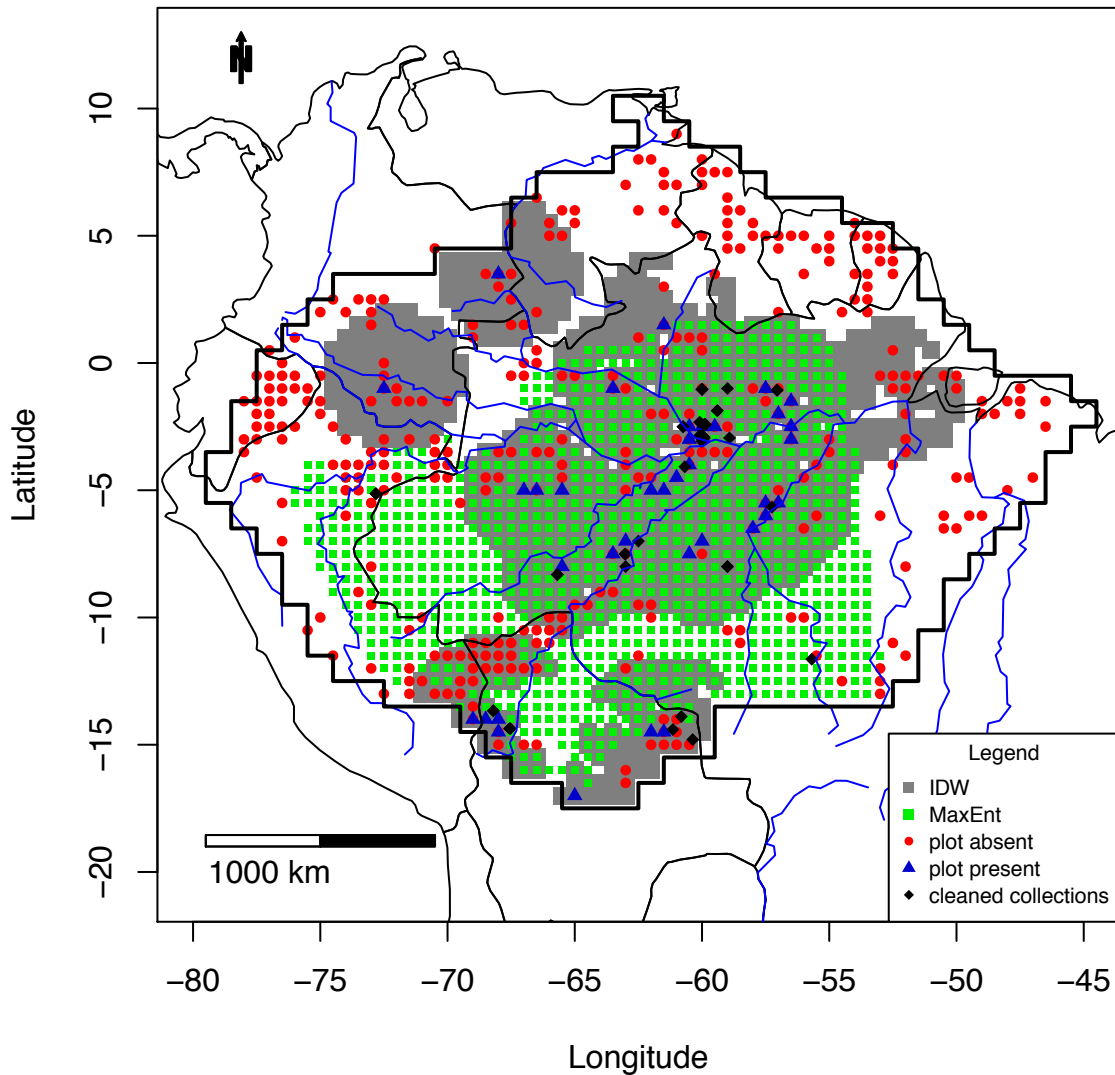 N
10
5
0
−5
−10
−15
−20
Latitude
1000 km
Legend
IDW
MaxEnt
plot absent
plot present
cleaned collections
−80
−75
−70
−65
−60
−55
−50
−45
Longitude